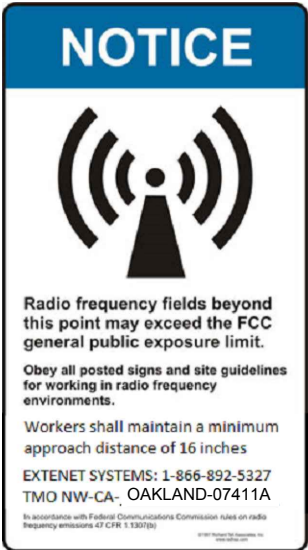 NOTICE
Radio frequency fields beyond
this point may exceed the FCC
general public exposure limit.
Obey all posted signs and site guidelines
for working in radio frequency
environments.
Workers shall maintain a minimum
approach distance of 16 inches
EXTENET SYSTEMS: 1-866-892-5327
TMO NW-CA-, OAKLAND-07411A
In accordance with Federal Communications Commission rules on radio
frequency emissions 47 CFR 1.1307(b)